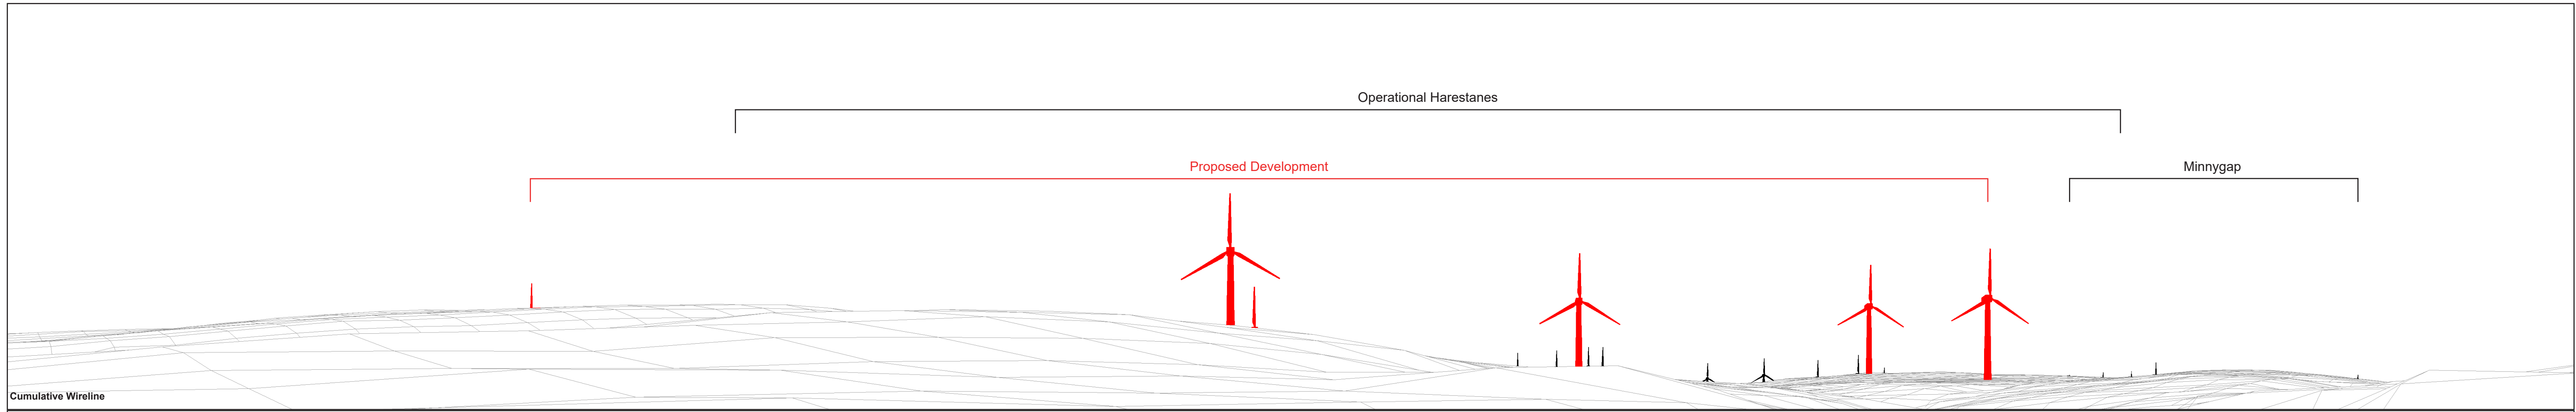 Operational Harestanes
Proposed Development
Minnygap
Cumulative Wireline